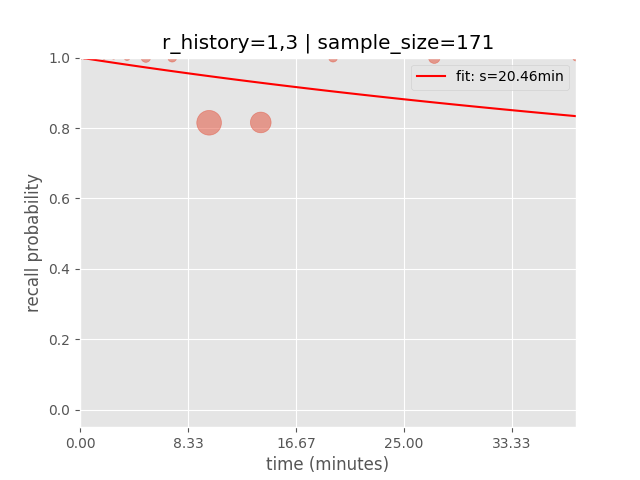 r_history=1,3 | sample_size=171
fit: s=20.46min
recall probability
1.0
0.8
0.6
0.4
0.2
0.0
0.00 8.33 16.67 25.00 33.33
time (minutes)